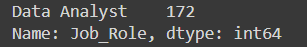 Data Analyst    172
Name: Job_Role, dtype: int64